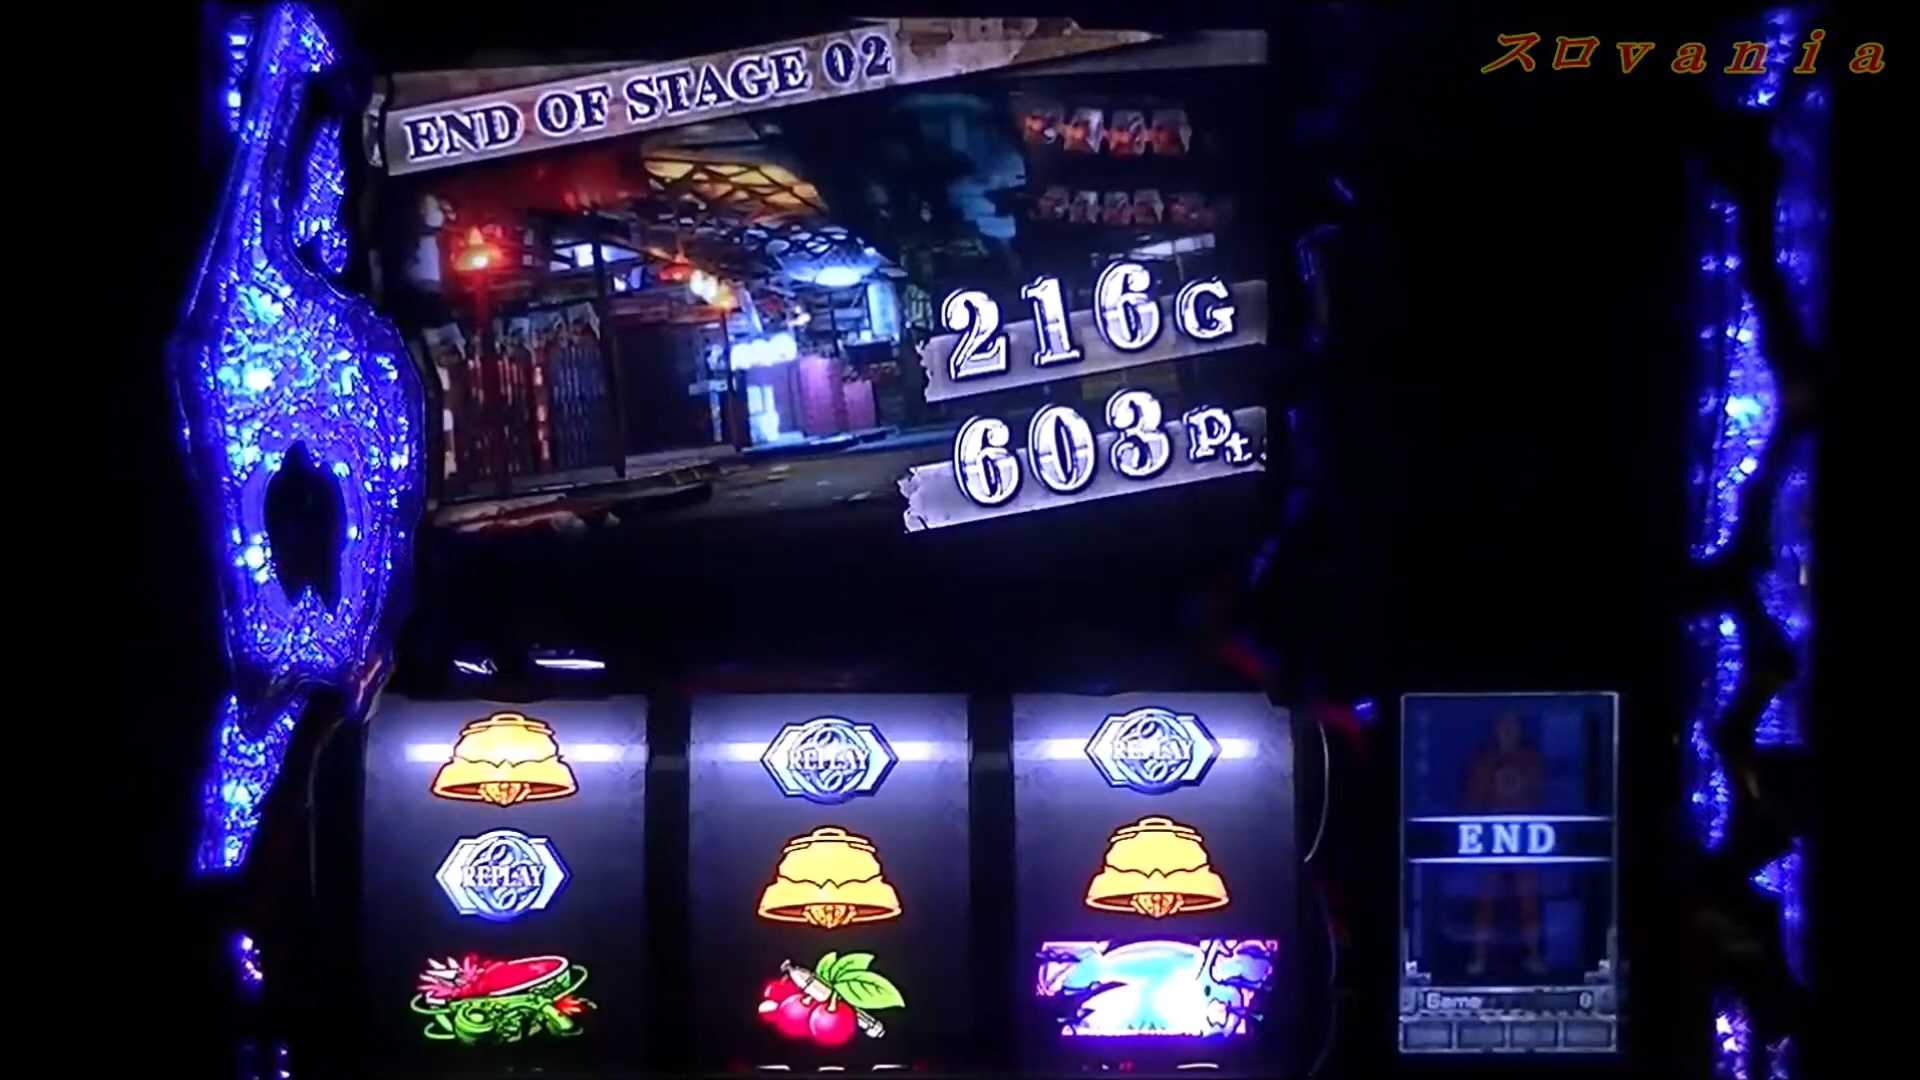 スロvania
END OF STAGE 02
216G
603Pt.
REPLAY
REPLAY
REPLAY
END
Game 0